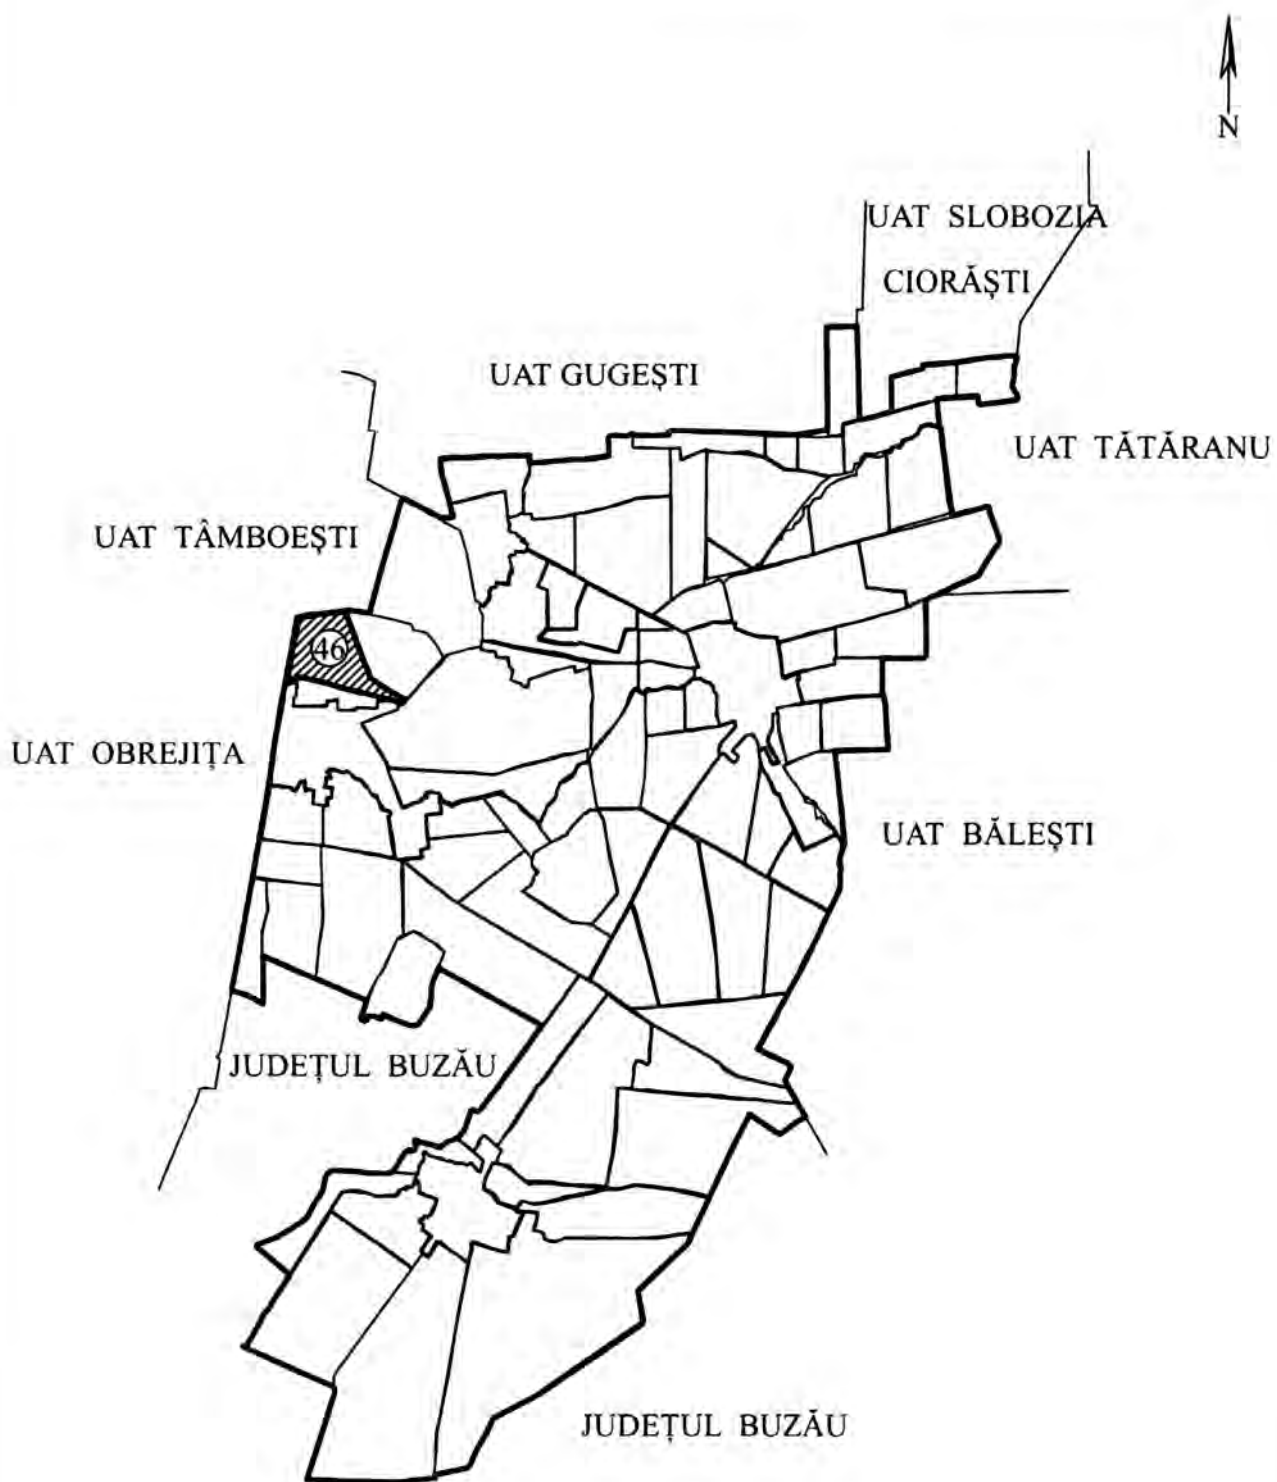 N
UAT SLOBOZIA
CIORĂȘTI
UAT GUGEȘTI
UAT TĂTĂRANU
UAT TÂMBOEȘTI
46
UAT OBREJIȚA
UAT BĂLEȘTI
JUDEȚUL BUZĂU
JUDEȚUL BUZĂU